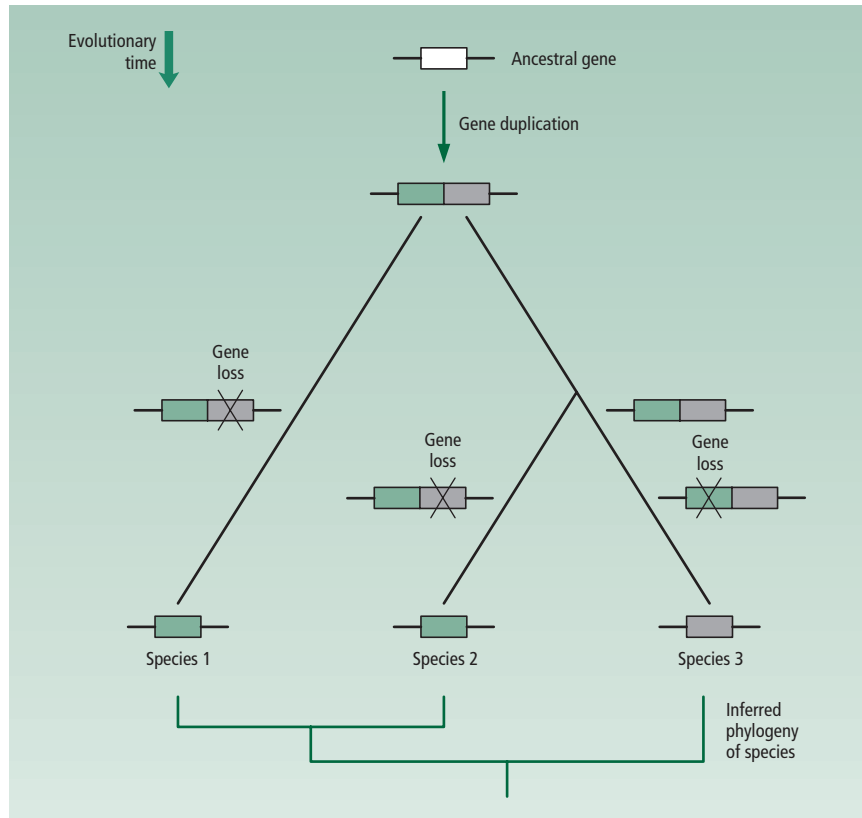 Evolutionary
time
Ancestral gene
Gene duplication
Gene
loss
Gene
loss
Gene
loss
Species 1
Species 2
Species 3
Inferred
phylogeny
of species